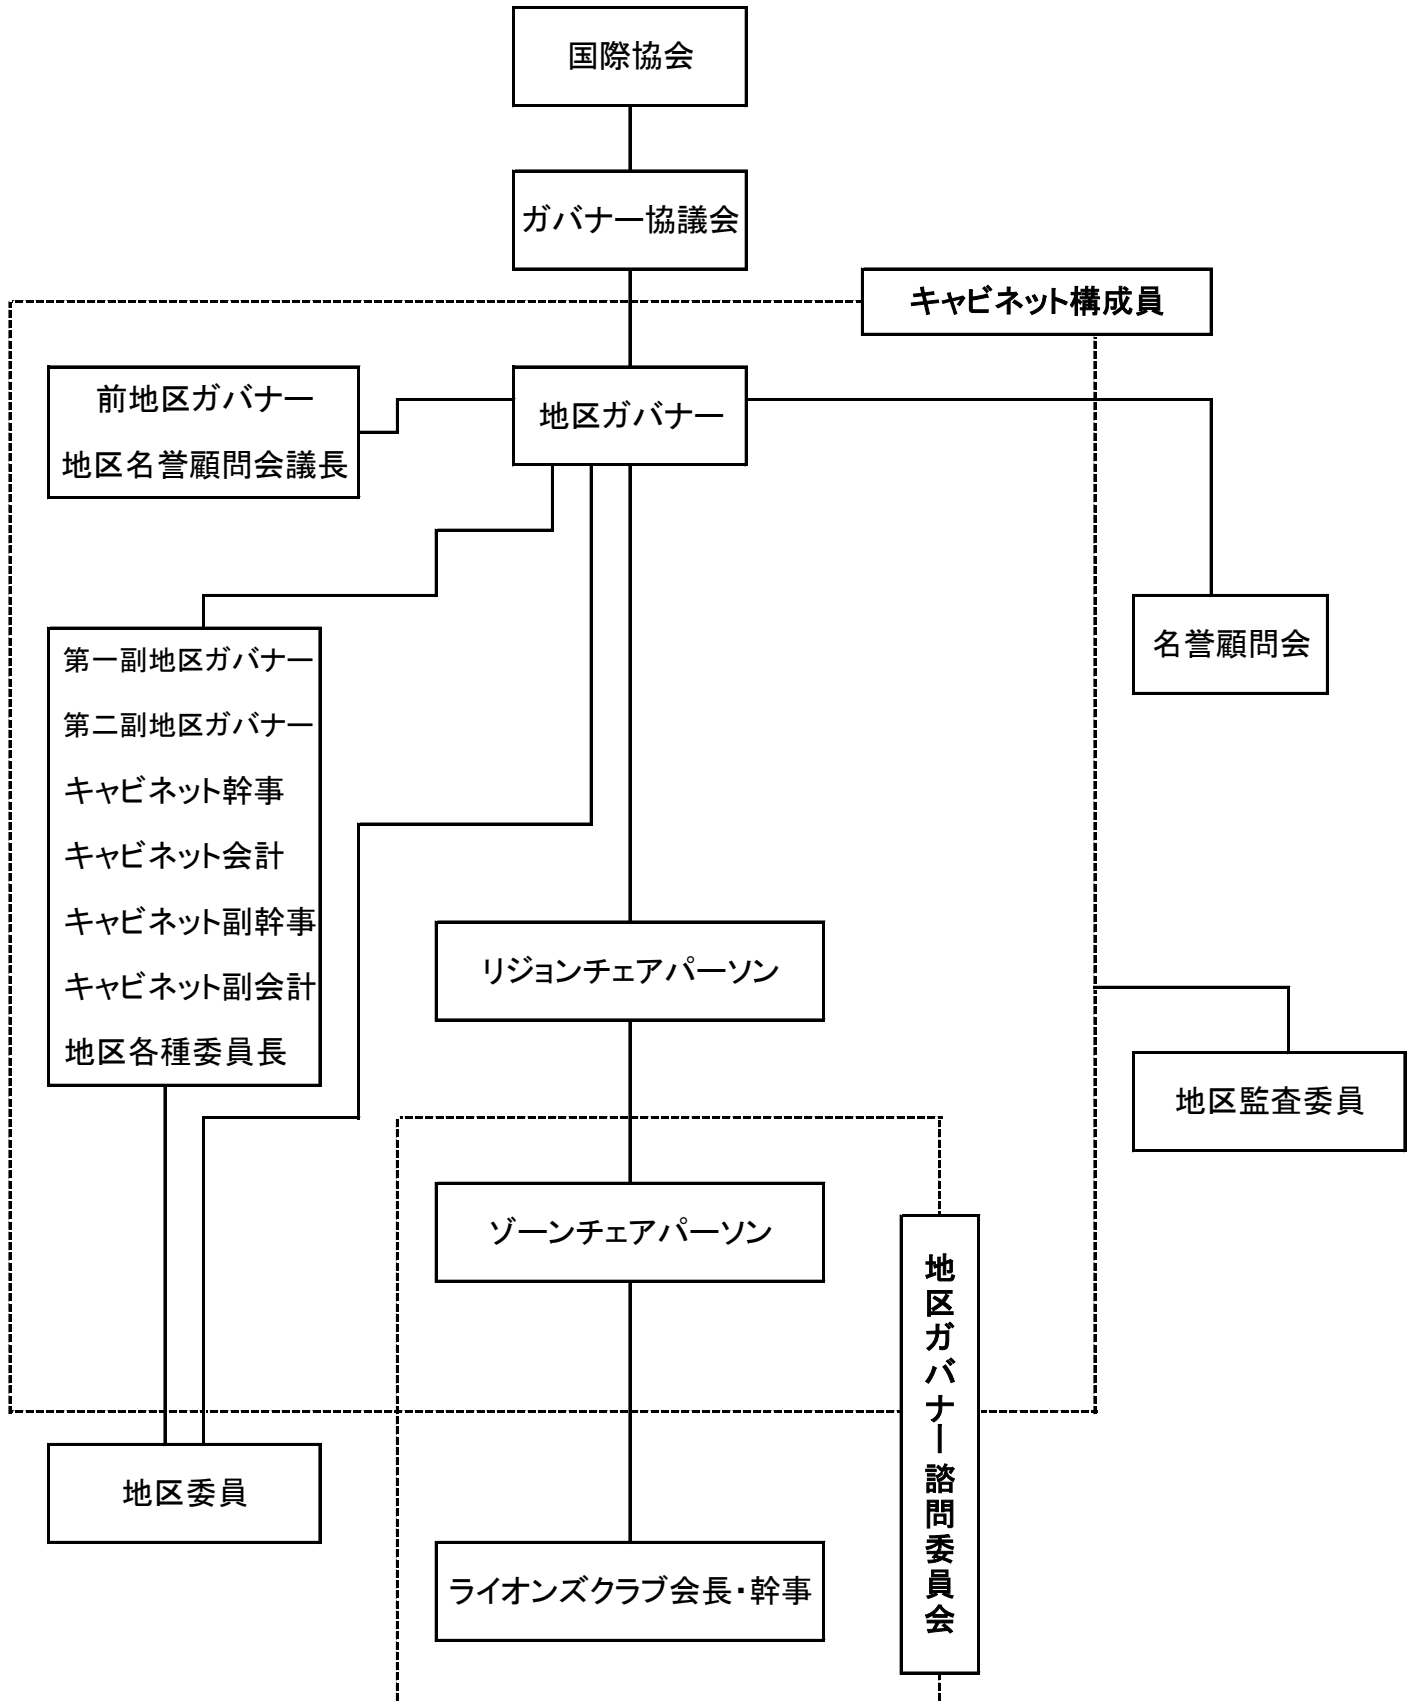 国際協会
ガバナー協議会
キャビネット構成員
前地区ガバナー
地区名誉顧問会議長
地区ガバナー
名誉顧問会
第一副地区ガバナー
第二副地区ガバナー
キャビネット幹事
キャビネット会計
キャビネット副幹事
キャビネット副会計
地区各種委員長
リジョンチェアパーソン
地区監査委員
ゾーンチェアパーソン
地区ガバナー諮問委員会
地区委員
ライオンズクラブ会長・幹事